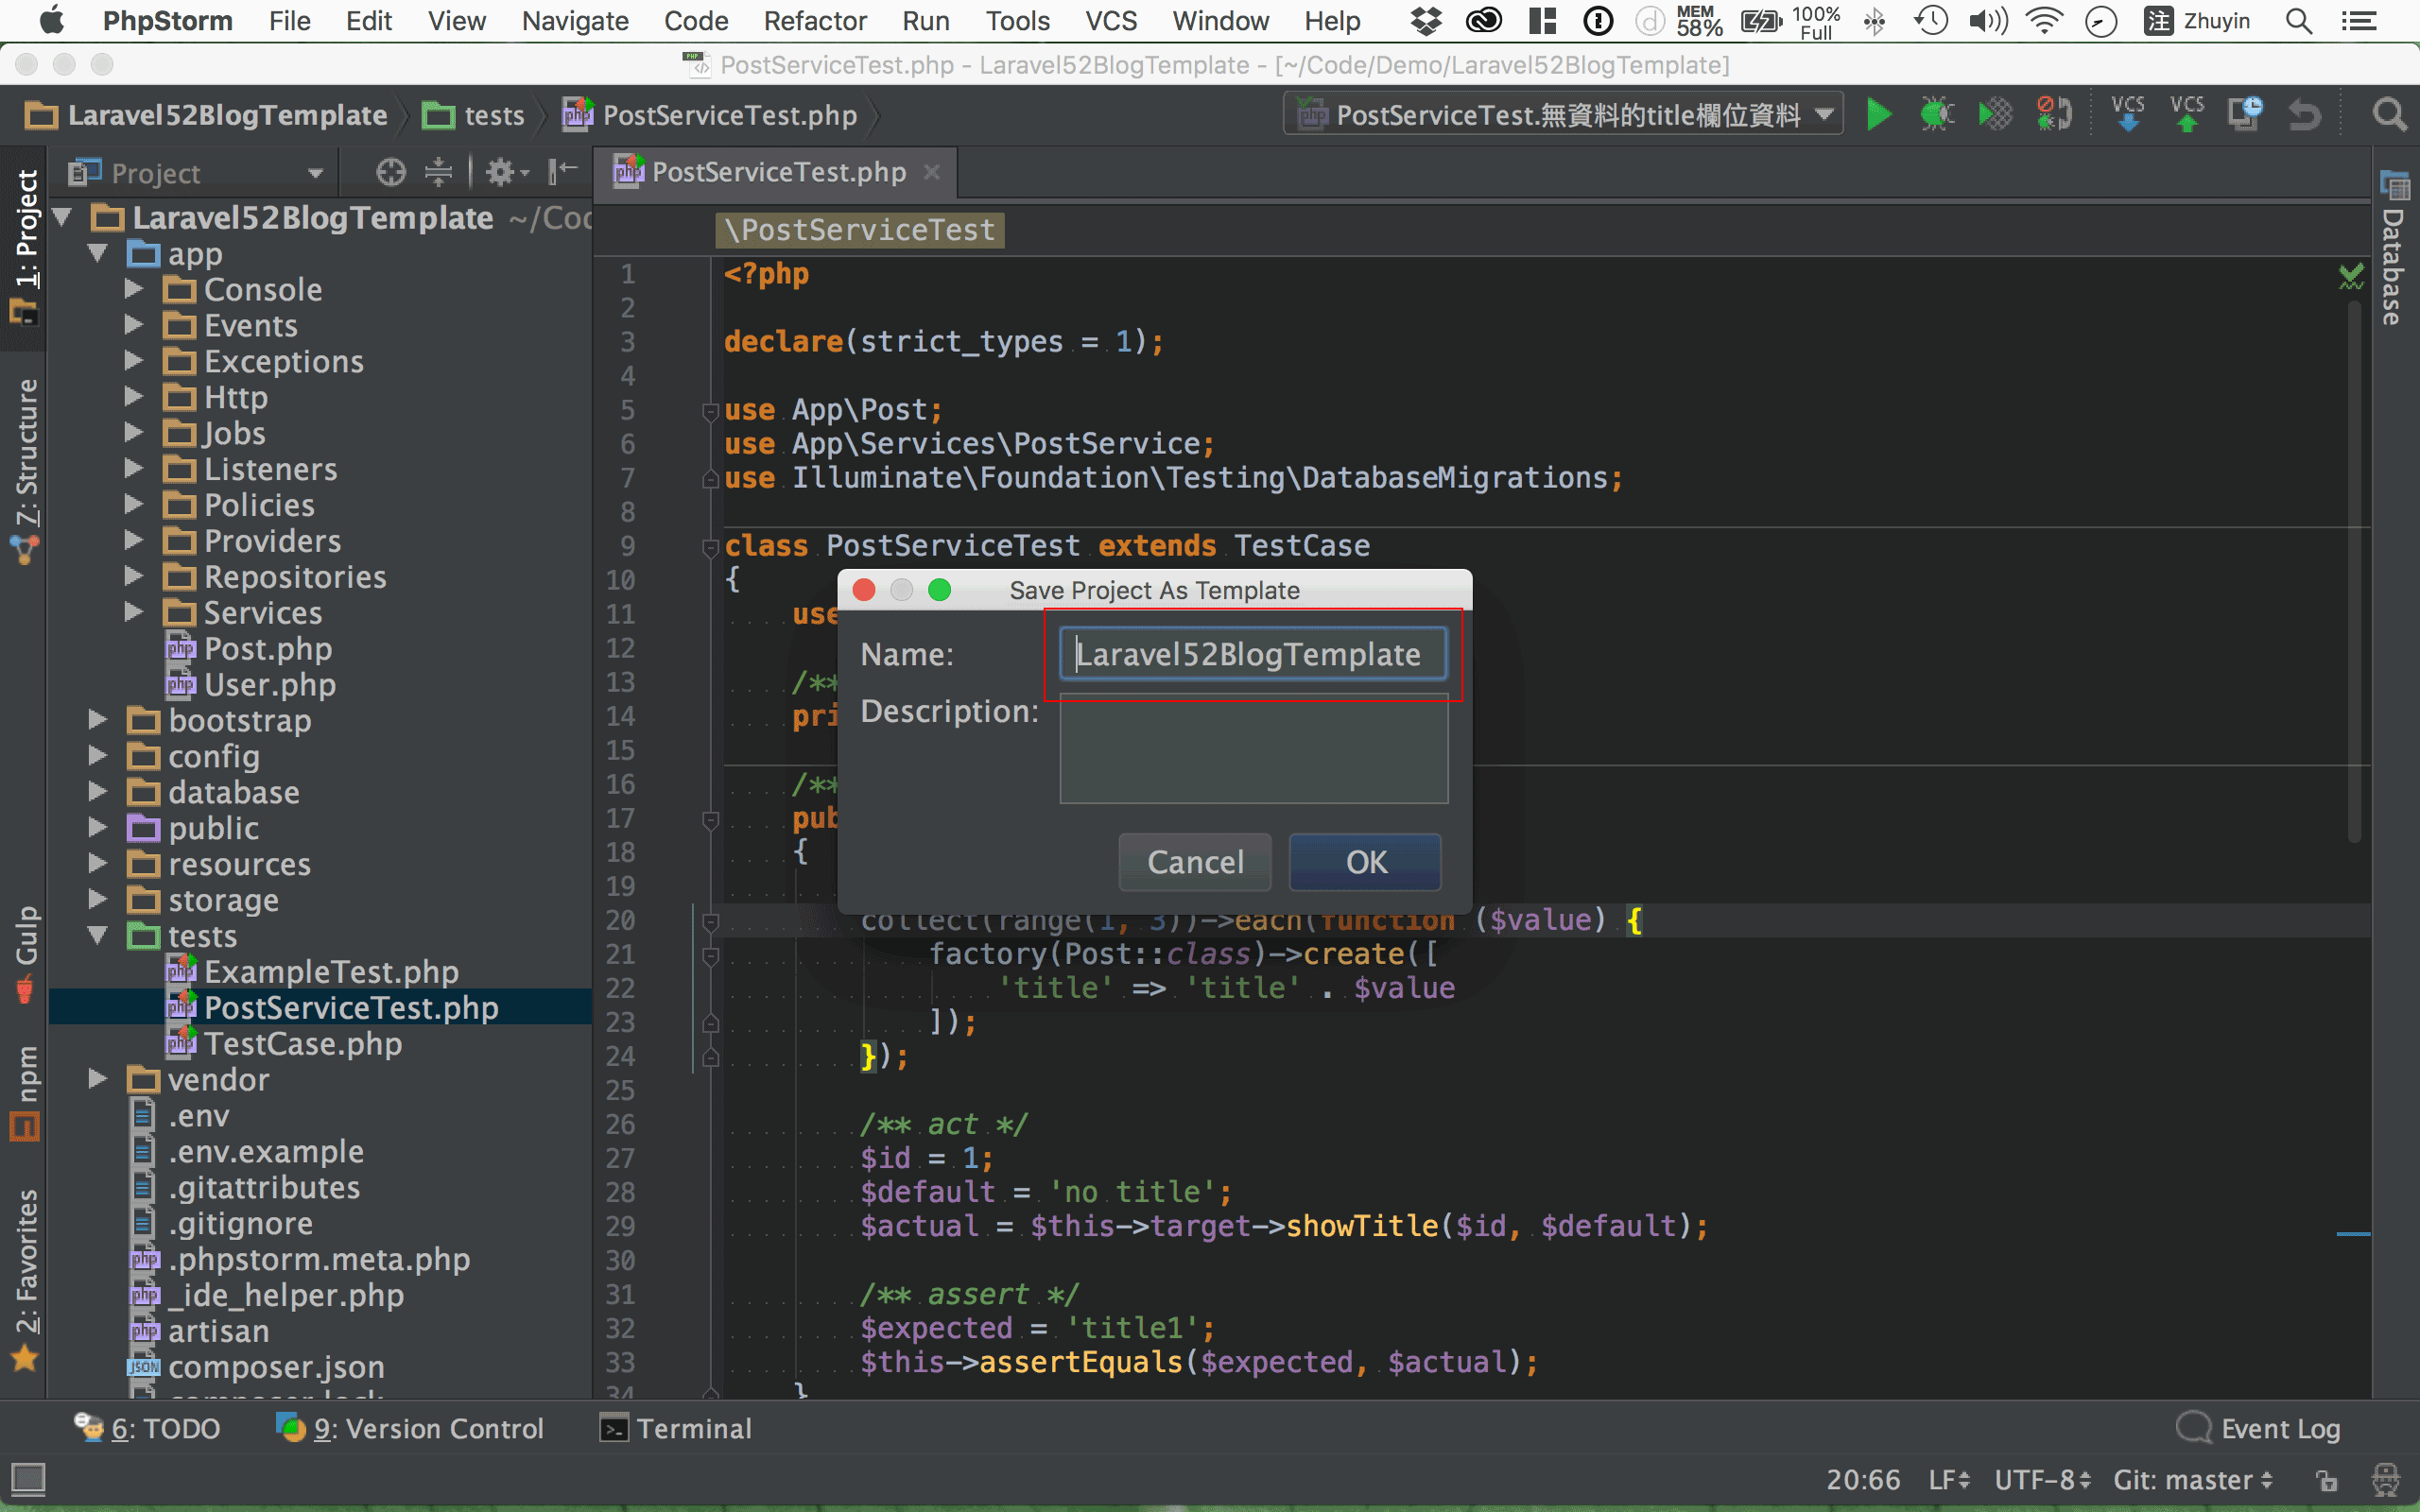 PhpStorm File Edit View Navigate Code Refactor Run Tools VCS Window Help MEM 58% 100% Full 注 Zhuyin
PostServiceTest.php - Laravel52BlogTemplate - [~/Code/Demo/Laravel52BlogTemplate]
Laravel52BlogTemplate tests PostServiceTest.php PostServiceTest.無資料的title欄位資料 VCS VCS
1: Project
Z: Structure
Gulp
npm
2: Favorites
Project
Laravel52BlogTemplate ~/Cod
app
Console
Events
Exceptions
Http
Jobs
Listeners
Policies
Providers
Repositories
Services
Post.php
User.php
bootstrap
config
database
public
resources
storage
tests
ExampleTest.php
PostServiceTest.php
TestCase.php
vendor
.env
.env.example
.gitattributes
.gitignore
.phpstorm.meta.php
_ide_helper.php
artisan
composer.json
PostServiceTest.php
\PostServiceTest
1 <?php
2
3 declare(strict_types = 1);
4
5 use App\Post;
6 use App\Services\PostService;
7 use Illuminate\Foundation\Testing\DatabaseMigrations;
8
9 class PostServiceTest extends TestCase
10 {
11 use
12
13 /**
14 pri
15
16 /**
17 pub
18 {
19
20 collect(range(1, 3))->each(function ($value) {
21 factory(Post::class)->create([
22 'title' => 'title' . $value
23 ]);
24 });
25
26 /** act */
27 $id = 1;
28 $default = 'no title';
29 $actual = $this->target->showTitle($id, $default);
30
31 /** assert */
32 $expected = 'title1';
33 $this->assertEquals($expected, $actual);
34 }
Save Project As Template
Name: Laravel52BlogTemplate
Description:
Cancel OK
Database
6: TODO 9: Version Control Terminal Event Log
20:66 LF UTF-8 Git: master